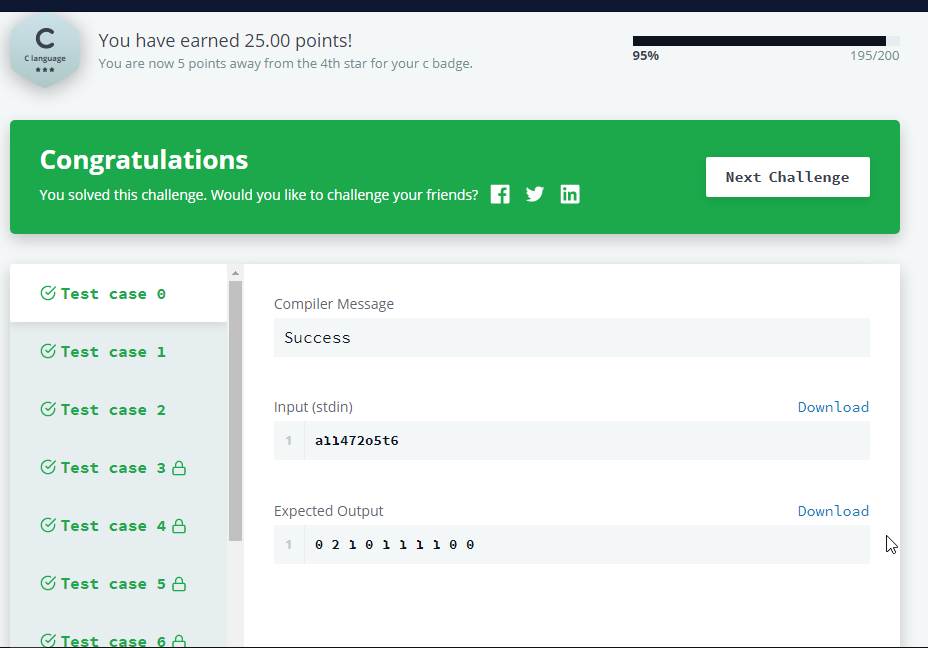 C
C language
★★★
You have earned 25.00 points!
You are now 5 points away from the 4th star for your c badge.
95%
195/200
Congratulations
You solved this challenge. Would you like to challenge your friends?
Next Challenge
Test case 0
Test case 1
Test case 2
Test case 3
Test case 4
Test case 5
Test case 6
Compiler Message
Success
Input (stdin)
Download
1 a11472o5t6
Expected Output
Download
1 0 2 1 0 1 1 1 1 0 0